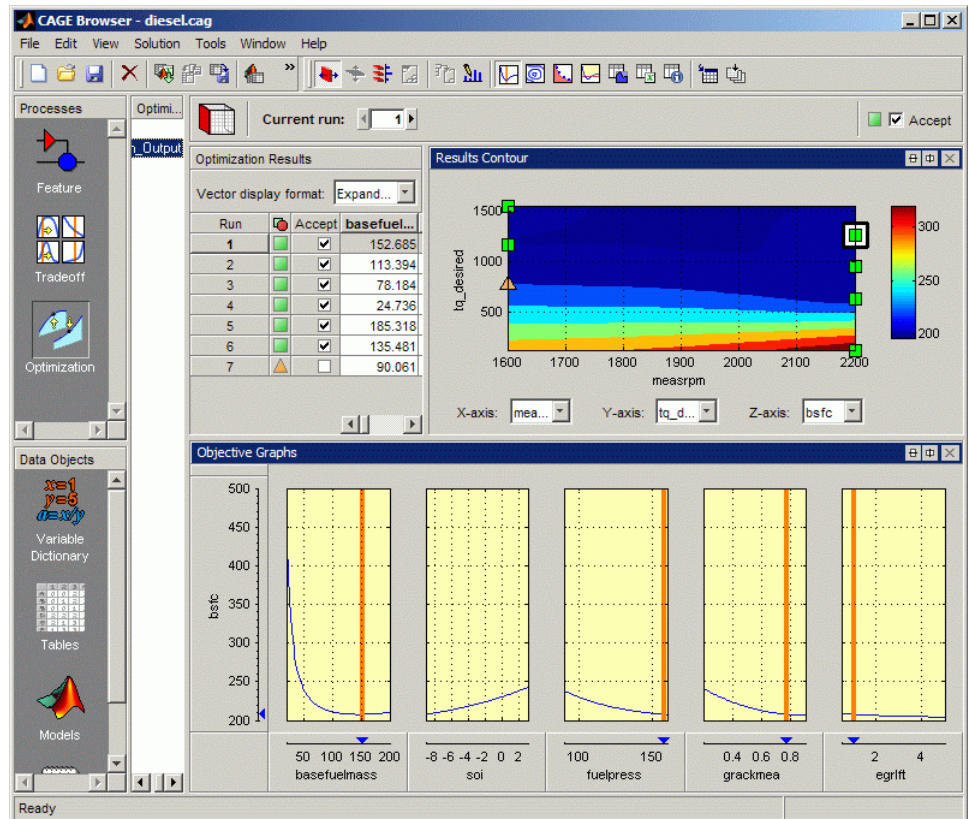 CAGE Browser - diesel.cag
File Edit View Solution Tools Window Help
»
Processes
Feature
Tradeoff
Optimization
Optimi...
n_Output
Current run: 1
Accept
Optimization Results
Vector display format: Expand...
Run Accept basefuel...
1 152.685
2 113.394
3 78.184
4 24.736
5 185.318
6 135.481
7 90.061
Results Contour
1500
1000
500
tq_desired
1600 1700 1800 1900 2000 2100 2200
measrpm
300
250
200
X-axis: mea... Y-axis: tq_d... Z-axis: bsfc
Data Objects
x=1
y=5
a=x/y
Variable
Dictionary
Tables
Models
Objective Graphs
500
450
400
350
300
250
200
bsfc
50 100 150 200
basefuelmass
-8 -6 -4 -2 0 2
soi
100 150
fuelpress
0.4 0.6 0.8
grackmea
2 4
egrlft
Ready